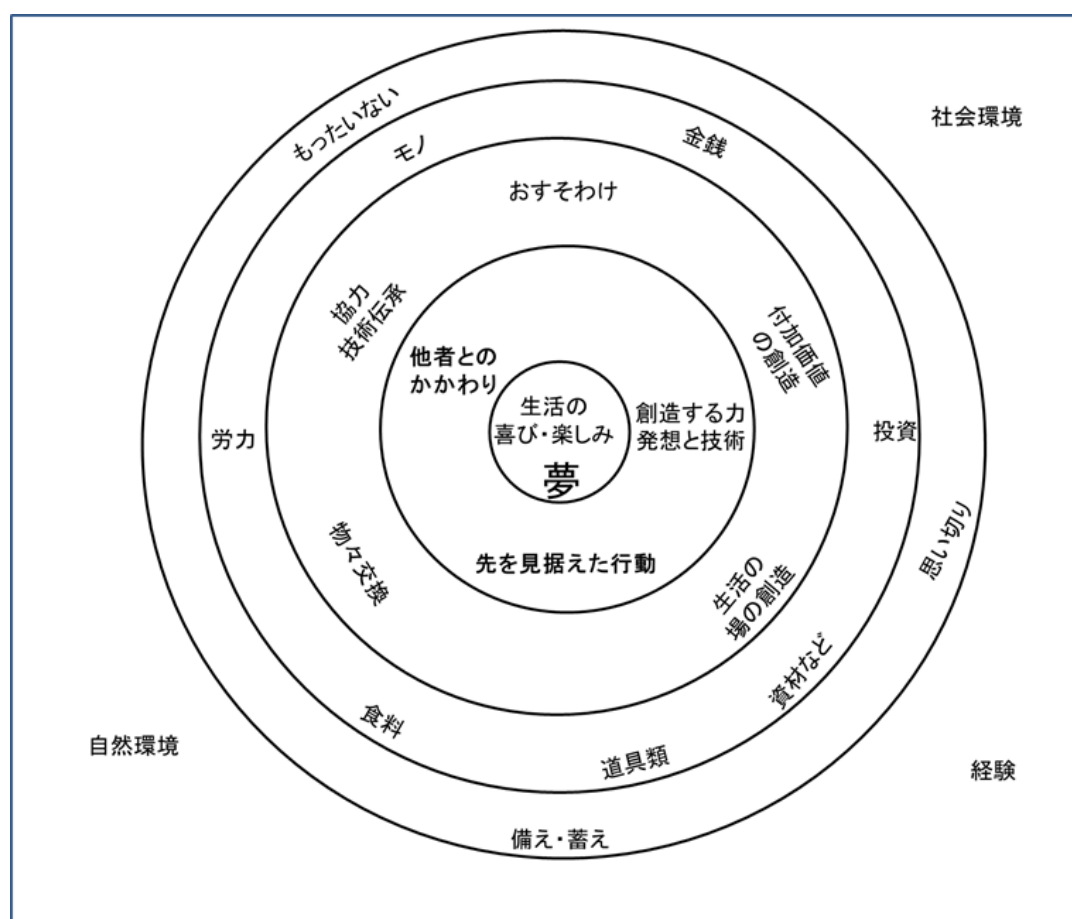 社会環境
もったいない
モノ
金銭
おすそわけ
協力
技術伝承
付加価値
の創造
他者との
かかわり
生活の
喜び・楽しみ
夢
創造する力
発想と技術
労力
投資
先を見据えた行動
物々交換
生活の
場の創造
思い切り
資材など
食料
道具類
自然環境
経験
備え・蓄え